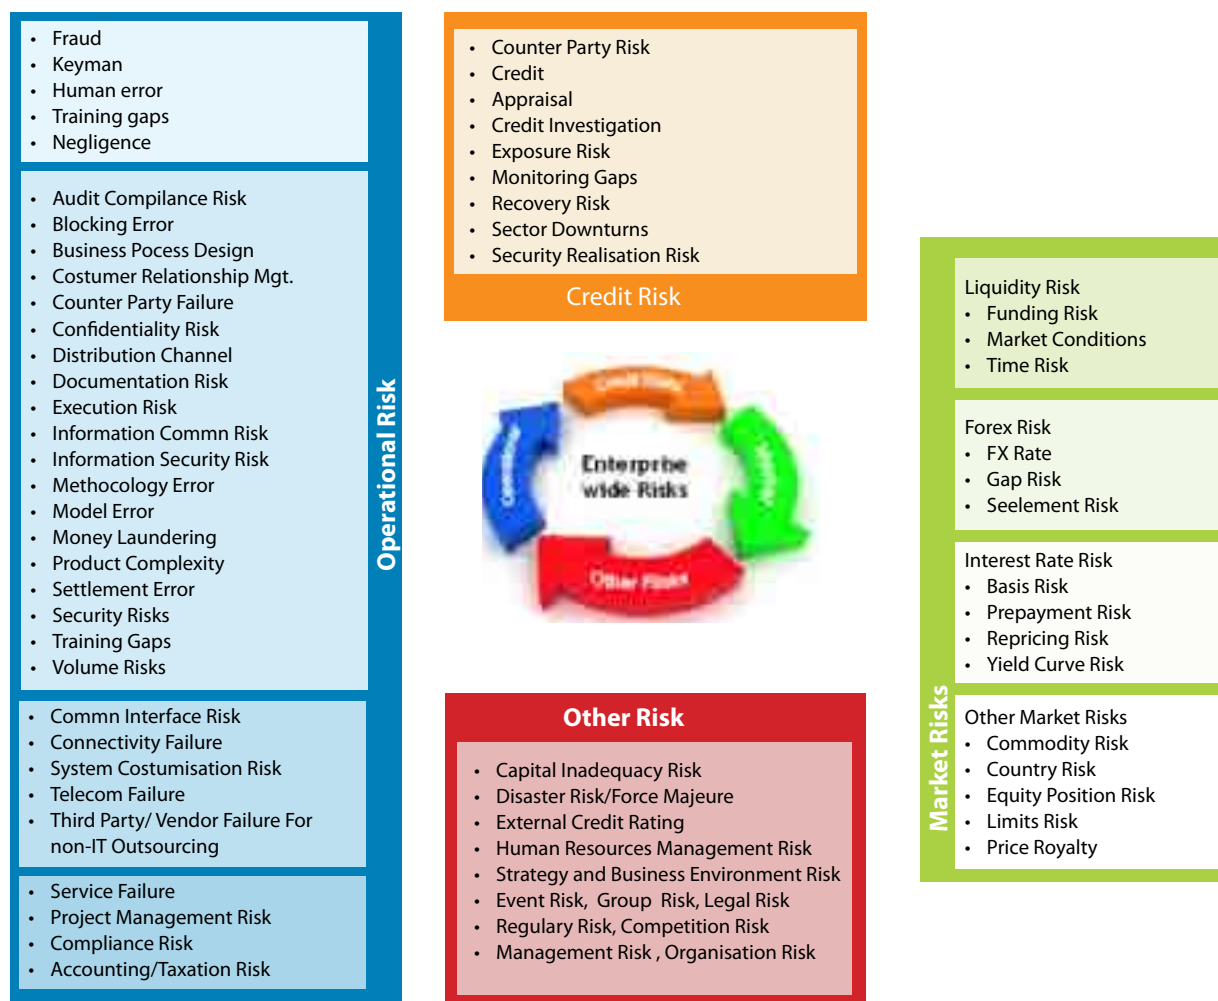 • Fraud
• Keyman
• Human error
• Training gaps
• Negligence
• Audit Compilance Risk
• Blocking Error
• Business Pocess Design
• Costumer Relationship Mgt.
• Counter Party Failure
• Confidentiality Risk
• Distribution Channel
• Documentation Risk
• Execution Risk
• Information Commn Risk
• Information Security Risk
• Methocology Error
• Model Error
• Money Laundering
• Product Complexity
• Settlement Error
• Security Risks
• Training Gaps
• Volume Risks
• Commn Interface Risk
• Connectivity Failure
• System Costumisation Risk
• Telecom Failure
• Third Party/ Vendor Failure For
non-IT Outsourcing
• Service Failure
• Project Management Risk
• Compliance Risk
• Accounting/Taxation Risk
Operational Risk
• Counter Party Risk
• Credit
• Appraisal
• Credit Investigation
• Exposure Risk
• Monitoring Gaps
• Recovery Risk
• Sector Downturns
• Security Realisation Risk
Credit Risk
Enterprise
wide Risks
Other Risks
Other Risk
• Capital Inadequacy Risk
• Disaster Risk/Force Majeure
• External Credit Rating
• Human Resources Management Risk
• Strategy and Business Environment Risk
• Event Risk, Group Risk, Legal Risk
• Regulary Risk, Competition Risk
• Management Risk , Organisation Risk
Liquidity Risk
• Funding Risk
• Market Conditions
• Time Risk
Forex Risk
• FX Rate
• Gap Risk
• Seelement Risk
Interest Rate Risk
• Basis Risk
• Prepayment Risk
• Repricing Risk
• Yield Curve Risk
Other Market Risks
• Commodity Risk
• Country Risk
• Equity Position Risk
• Limits Risk
• Price Royalty
Market Risks